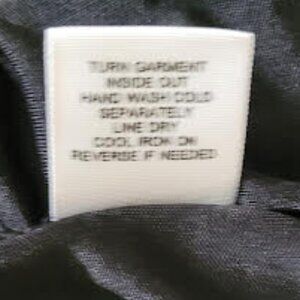 TURN GARMENT
INSIDE OUT
HAND WASH COLD
SEPARATELY
LINE DRY
COOL IRON ON
REVERSE IF NEEDED